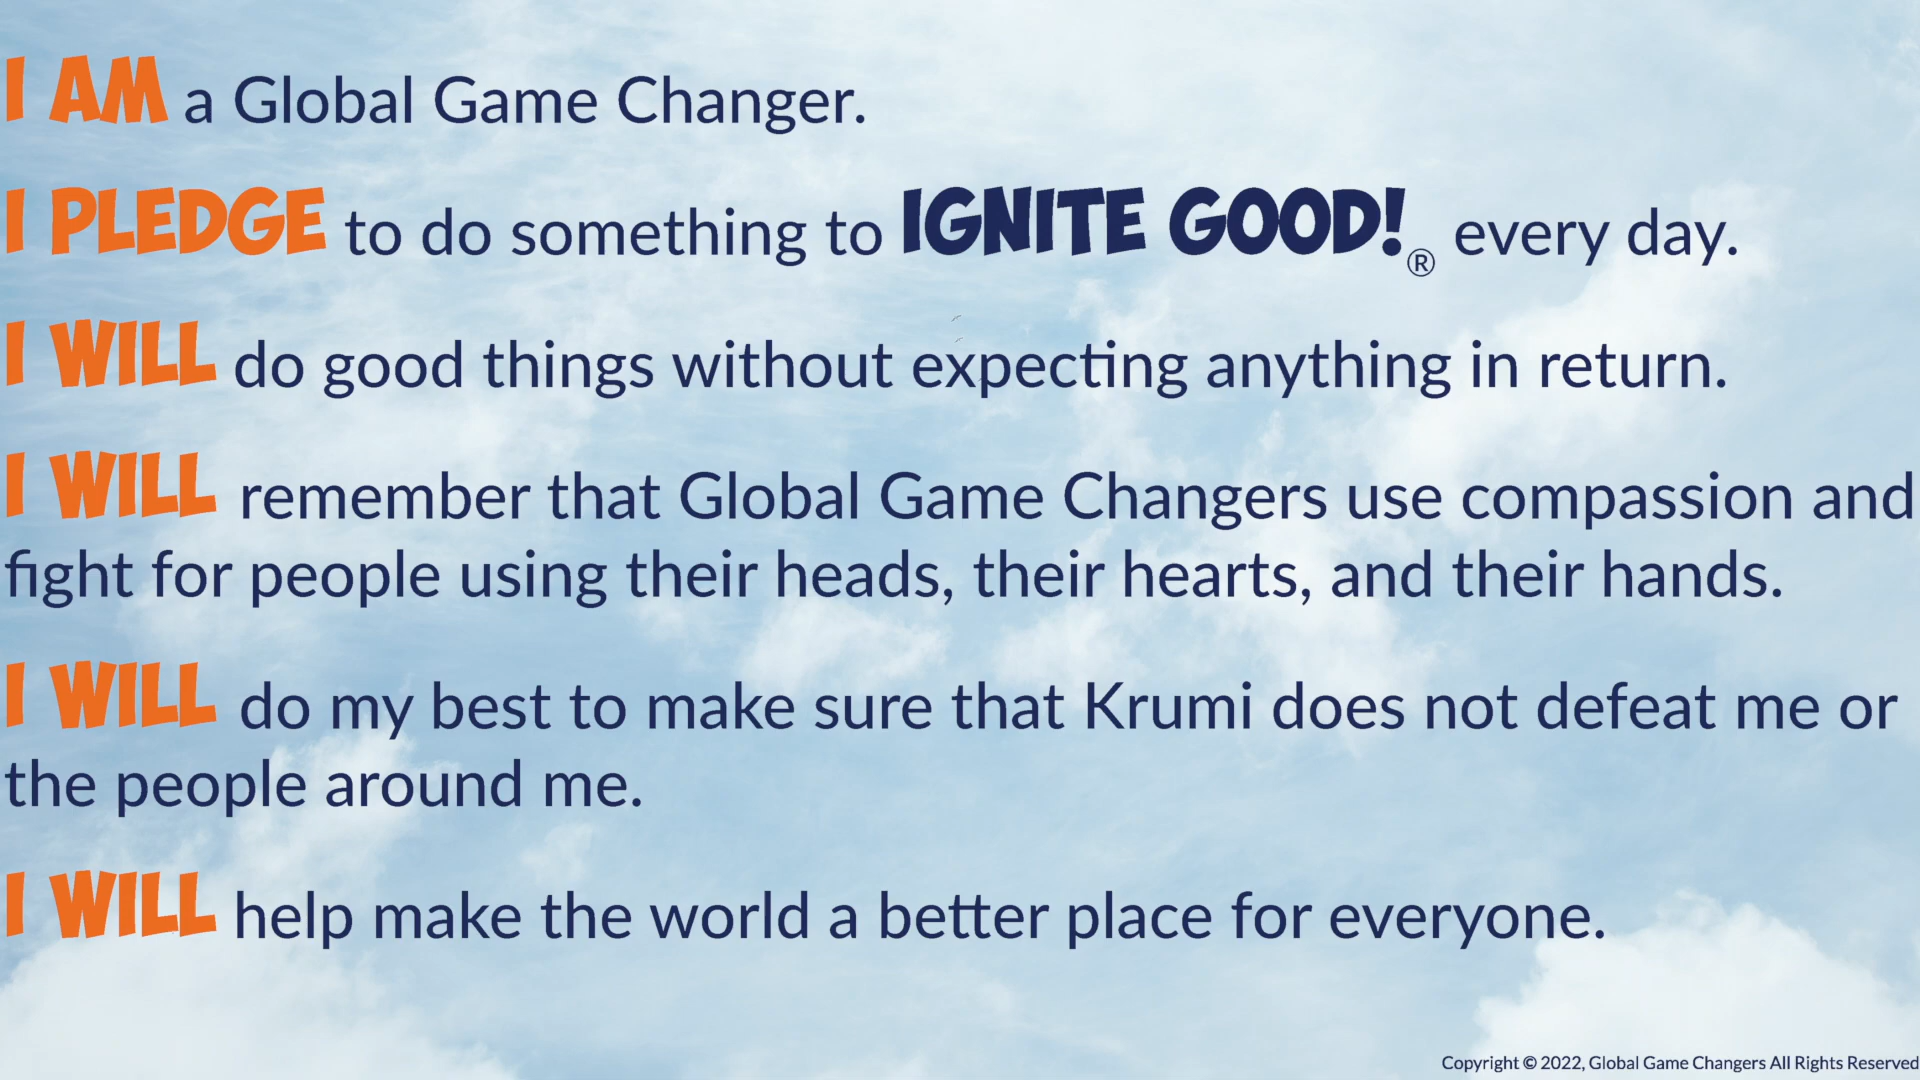 I AM a Global Game Changer.
I PLEDGE to do something to IGNITE GOOD!® every day.
I WILL do good things without expecting anything in return.
I WILL remember that Global Game Changers use compassion and
fight for people using their heads, their hearts, and their hands.
I WILL do my best to make sure that Krumi does not defeat me or
the people around me.
I WILL help make the world a better place for everyone.
Copyright © 2022, Global Game Changers All Rights Reserved